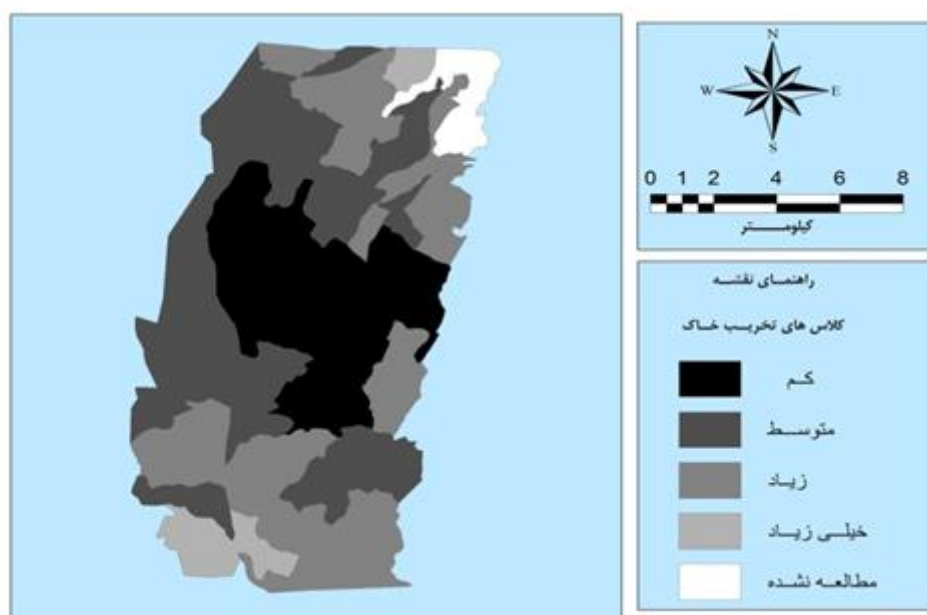 N
W E
S
0 1 2 4 6 8
کیلومتر
راهنمای نقشه
کلاس های تخریب خاک
کم
متوسط
زیاد
خیلی زیاد
مطالعه نشده